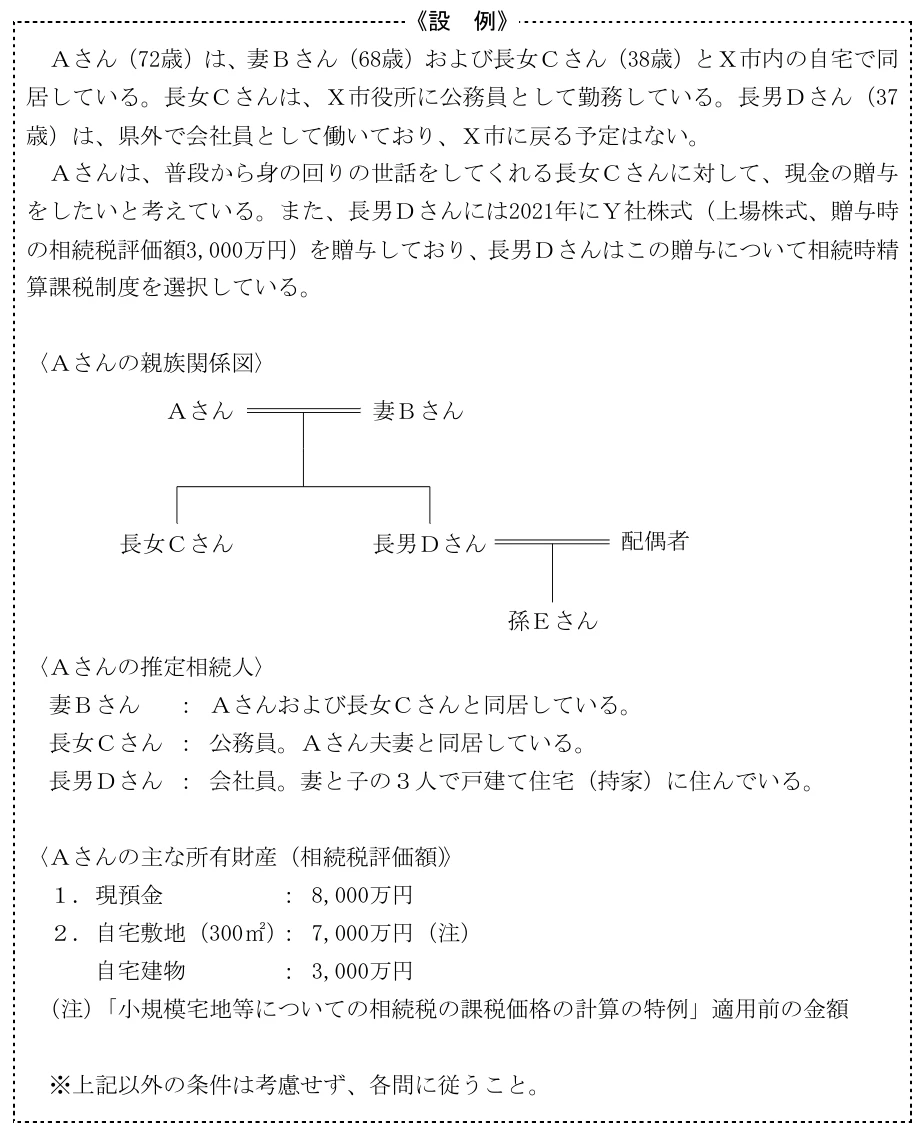 《設　例》
　Ａさん（72歳）は、妻Ｂさん（68歳）および長女Ｃさん（38歳）とＸ市内の自宅で同
居している。長女Ｃさんは、Ｘ市役所に公務員として勤務している。長男Ｄさん（37
歳）は、県外で会社員として働いており、Ｘ市に戻る予定はない。
　Ａさんは、普段から身の回りの世話をしてくれる長女Ｃさんに対して、現金の贈与
をしたいと考えている。また、長男Ｄさんには2021年にＹ社株式（上場株式、贈与時
の相続税評価額3,000万円）を贈与しており、長男Ｄさんはこの贈与について相続時精
算課税制度を選択している。
〈Ａさんの親族関係図〉
Ａさん　妻Ｂさん
長女Ｃさん　長男Ｄさん　配偶者
孫Ｅさん
〈Ａさんの推定相続人〉
妻Ｂさん　：　Ａさんおよび長女Ｃさんと同居している。
長女Ｃさん　：　公務員。Ａさん夫妻と同居している。
長男Ｄさん　：　会社員。妻と子の３人で戸建て住宅（持家）に住んでいる。
〈Ａさんの主な所有財産（相続税評価額）〉
１．現預金　：　8,000万円
２．自宅敷地（300㎡）：　7,000万円（注）
自宅建物　：　3,000万円
（注）「小規模宅地等についての相続税の課税価格の計算の特例」適用前の金額
※上記以外の条件は考慮せず、各問に従うこと。